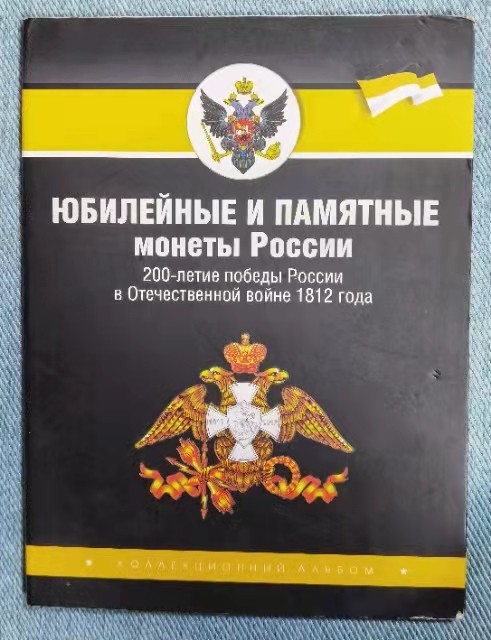 ЮБИЛЕЙНЫЕ И ПАМЯТНЫЕ
монеты России
200-летие победы России
в Отечественной войне 1812 года
КОЛЛЕКЦИОННЫЙ АЛЬБОМ